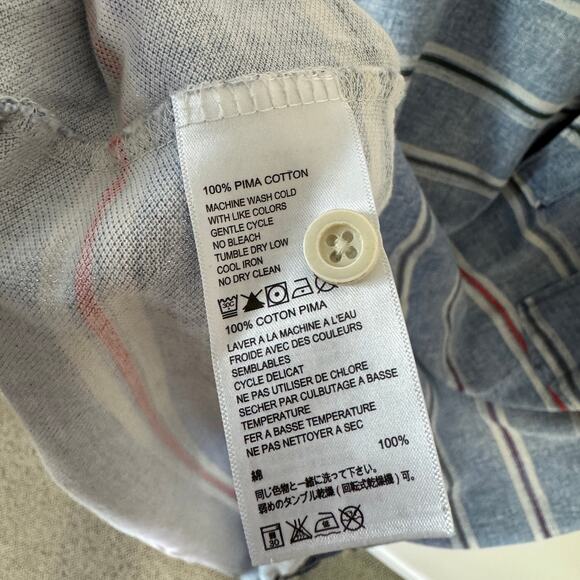 100% PIMA COTTON
MACHINE WASH COLD
WITH LIKE COLORS
GENTLE CYCLE
NO BLEACH
TUMBLE DRY LOW
COOL IRON
NO DRY CLEAN
100% COTON PIMA
LAVER A LA MACHINE A L'EAU
FROIDE AVEC DES COULEURS
SEMBLABLES
CYCLE DELICAT
NE PAS UTILISER DE CHLORE
SECHER PAR CULBUTAGE A BASSE
TEMPERATURE
FER A BASSE TEMPERATURE
NE PAS NETTOYER A SEC
綿 100%
同じ色物と一緒に洗って下さい。
弱めのタンブル乾燥(回転式乾燥機)可。